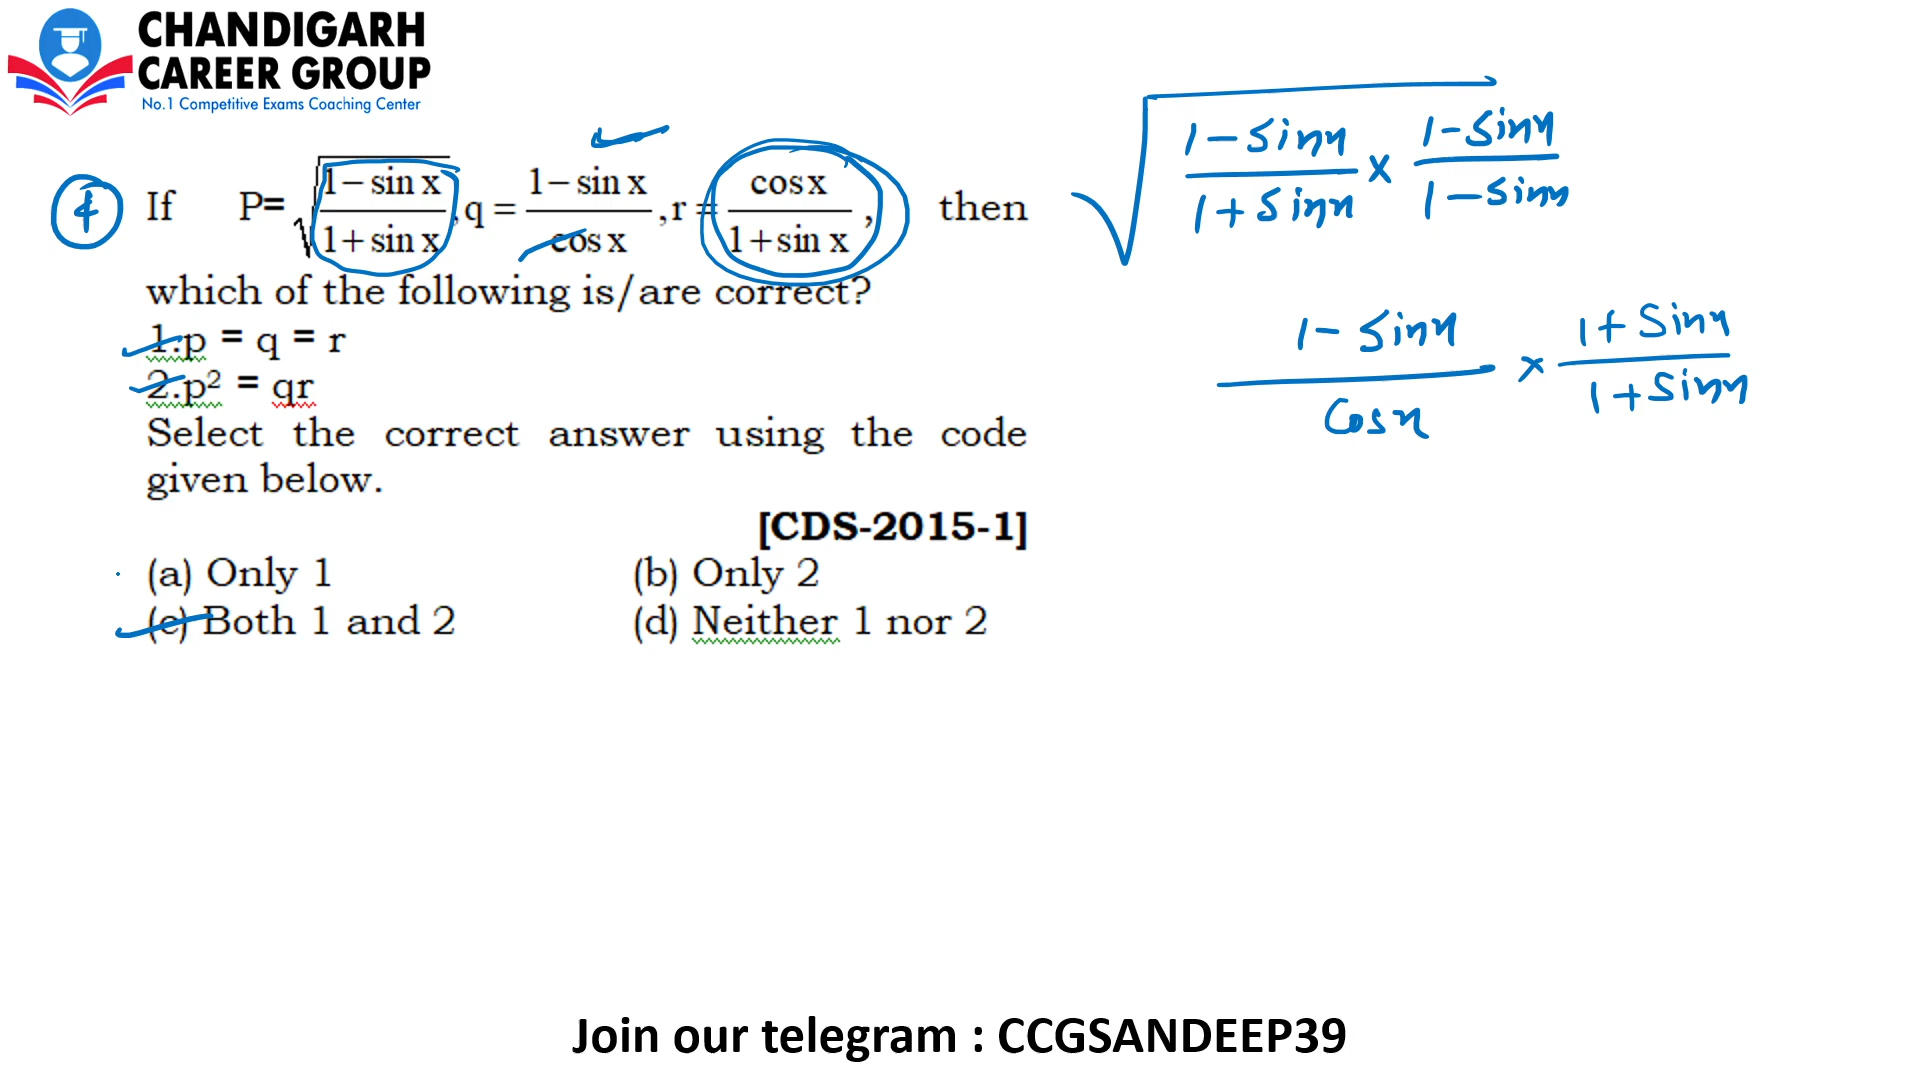 CHANDIGARH
CAREER GROUP
No.1 Competitive Exams Coaching Center
4 If P= √(1− sin x / 1+ sin x), q = 1− sin x / cos x, r = cos x / 1+ sin x, then
which of the following is/are correct?
1.p = q = r
2.p² = qr
Select the correct answer using the code
given below.
[CDS-2015-1]
(a) Only 1 (b) Only 2
(c) Both 1 and 2 (d) Neither 1 nor 2
√(1 - Sinx / 1 + Sinx × 1 - Sinx / 1 - Sinx)
1 - Sinx / Cosx × 1 + Sinx / 1 + Sinx
Join our telegram : CCGSANDEEP39